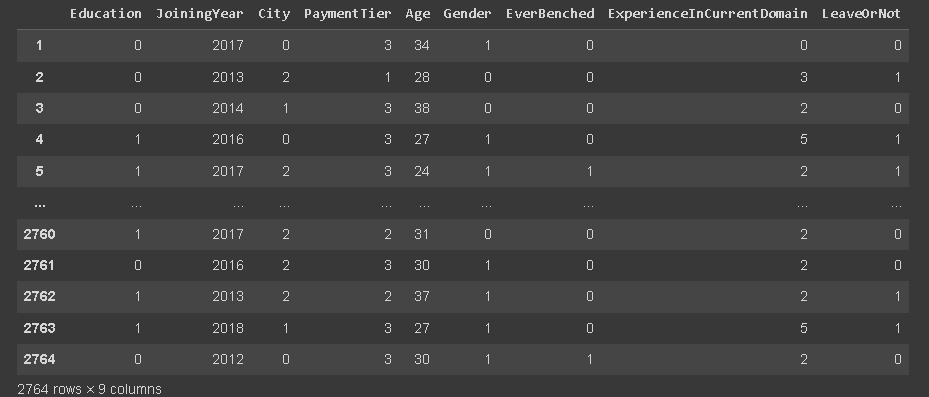 Education JoiningYear City PaymentTier Age Gender EverBenched ExperienceInCurrentDomain LeaveOrNot
1 0 2017 0 3 34 1 0 0 0
2 0 2013 2 1 28 0 0 3 1
3 0 2014 1 3 38 0 0 2 0
4 1 2016 0 3 27 1 0 5 1
5 1 2017 2 3 24 1 1 2 1
... ... ... ... ... ... ... ... ... ...
2760 1 2017 2 2 31 0 0 2 0
2761 0 2016 2 3 30 1 0 2 0
2762 1 2013 2 2 37 1 0 2 1
2763 1 2018 1 3 27 1 0 5 1
2764 0 2012 0 3 30 1 1 2 0
2764 rows × 9 columns